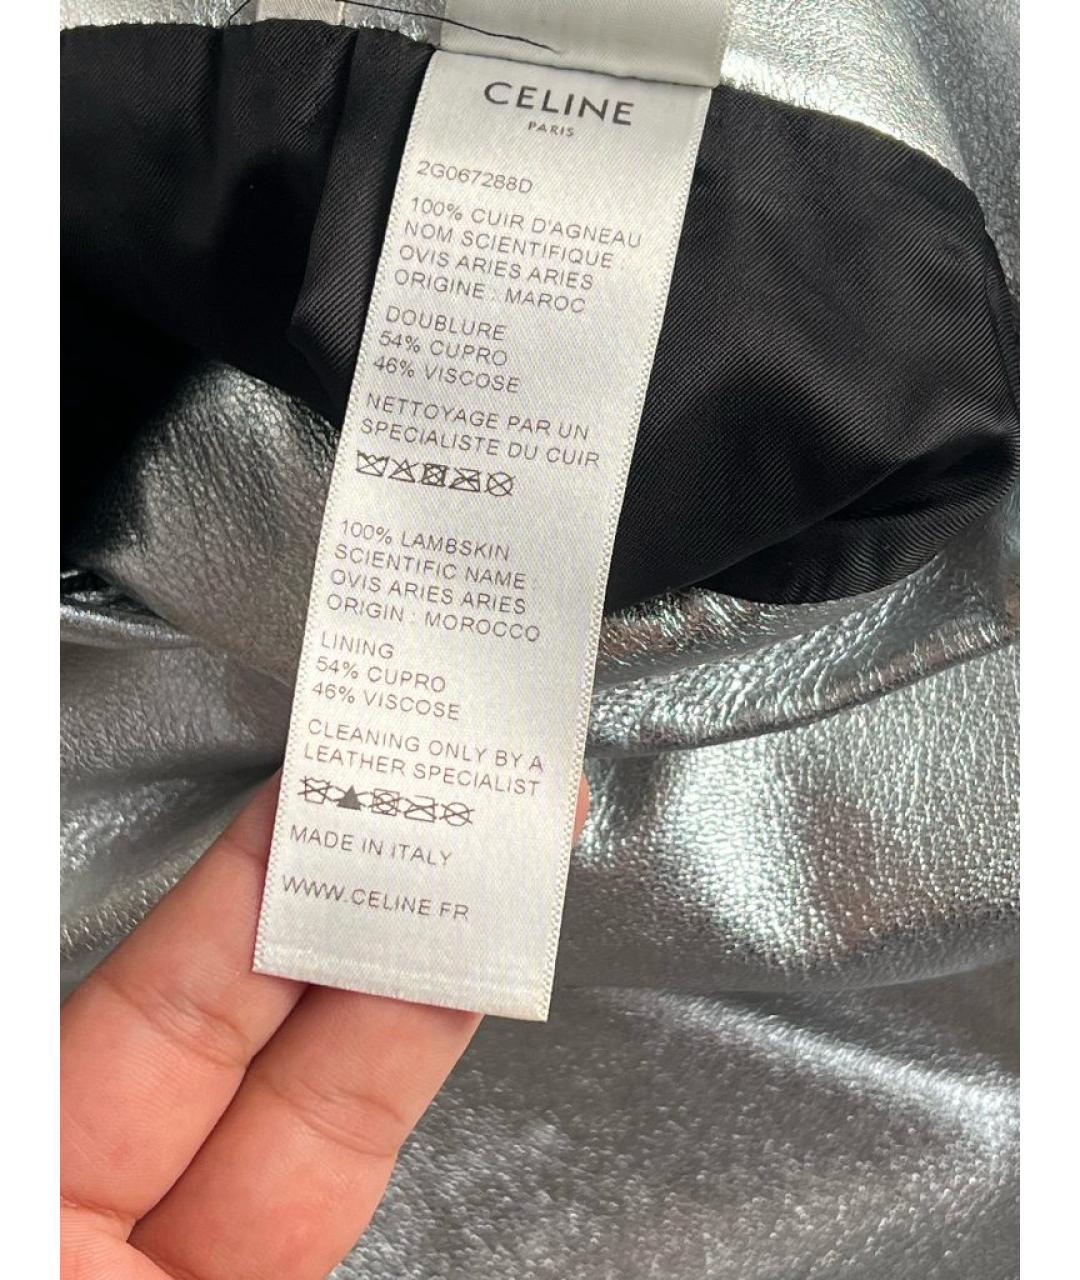 CELINE
PARIS
2G067288D
100% CUIR D'AGNEAU
NOM SCIENTIFIQUE :
OVIS ARIES ARIES
ORIGINE : MAROC
DOUBLURE
54% CUPRO
46% VISCOSE
NETTOYAGE PAR UN
SPECIALISTE DU CUIR
100% LAMBSKIN
SCIENTIFIC NAME :
OVIS ARIES ARIES
ORIGIN : MOROCCO
LINING
54% CUPRO
46% VISCOSE
CLEANING ONLY BY A
LEATHER SPECIALIST
MADE IN ITALY
WWW.CELINE.FR